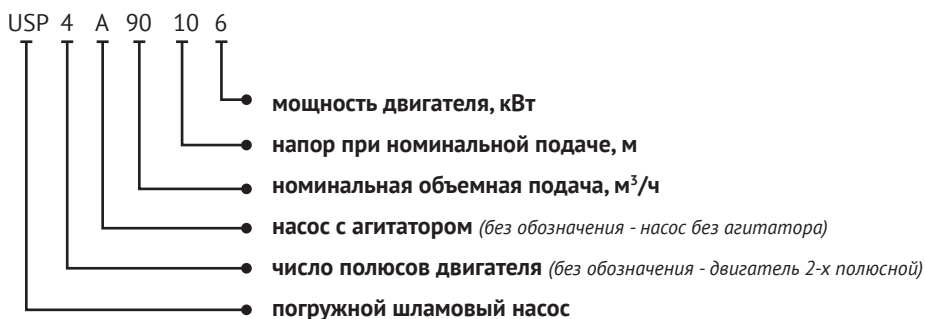 USP 4 A 90 10 6
мощность двигателя, кВт
напор при номинальной подаче, м
номинальная объемная подача, м³/ч
насос с агитатором (без обозначения - насос без агитатора)
число полюсов двигателя (без обозначения - двигатель 2-х полюсной)
погружной шламовый насос